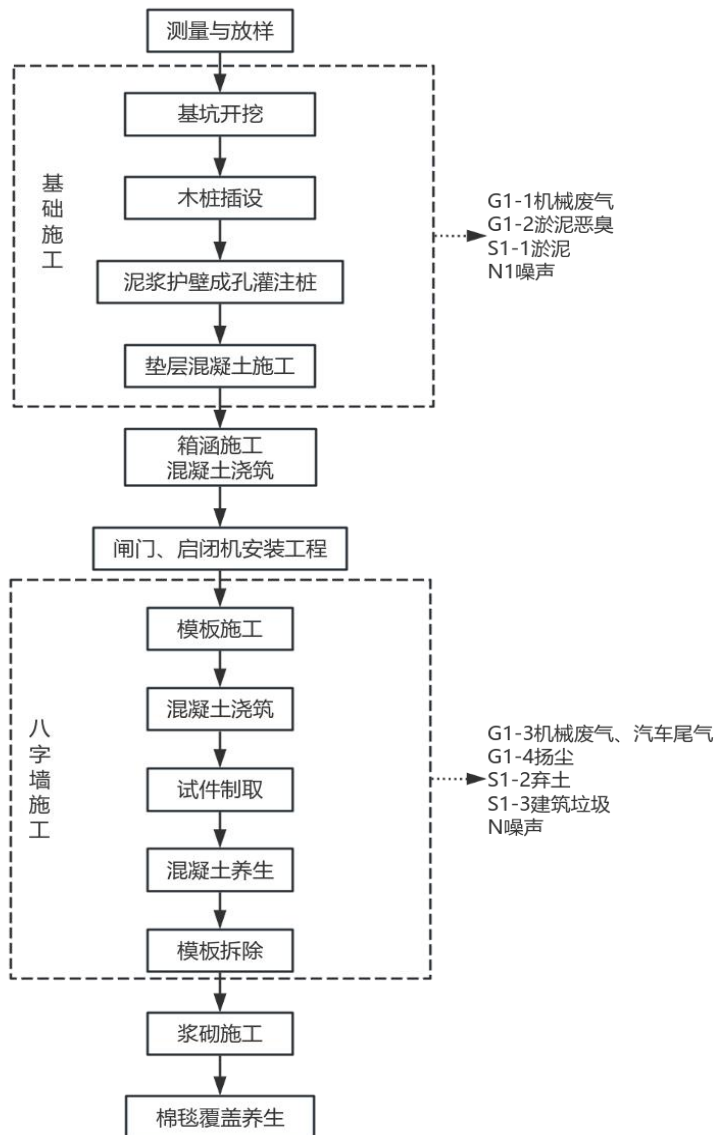 测量与放样
基坑开挖
木桩插设
泥浆护壁成孔灌注桩
垫层混凝土施工
基础施工
G1-1机械废气
G1-2淤泥恶臭
S1-1淤泥
N1噪声
箱涵施工
混凝土浇筑
闸门、启闭机安装工程
模板施工
混凝土浇筑
试件制取
混凝土养生
模板拆除
八字墙施工
G1-3机械废气、汽车尾气
G1-4扬尘
S1-2弃土
S1-3建筑垃圾
N噪声
浆砌施工
棉毯覆盖养生